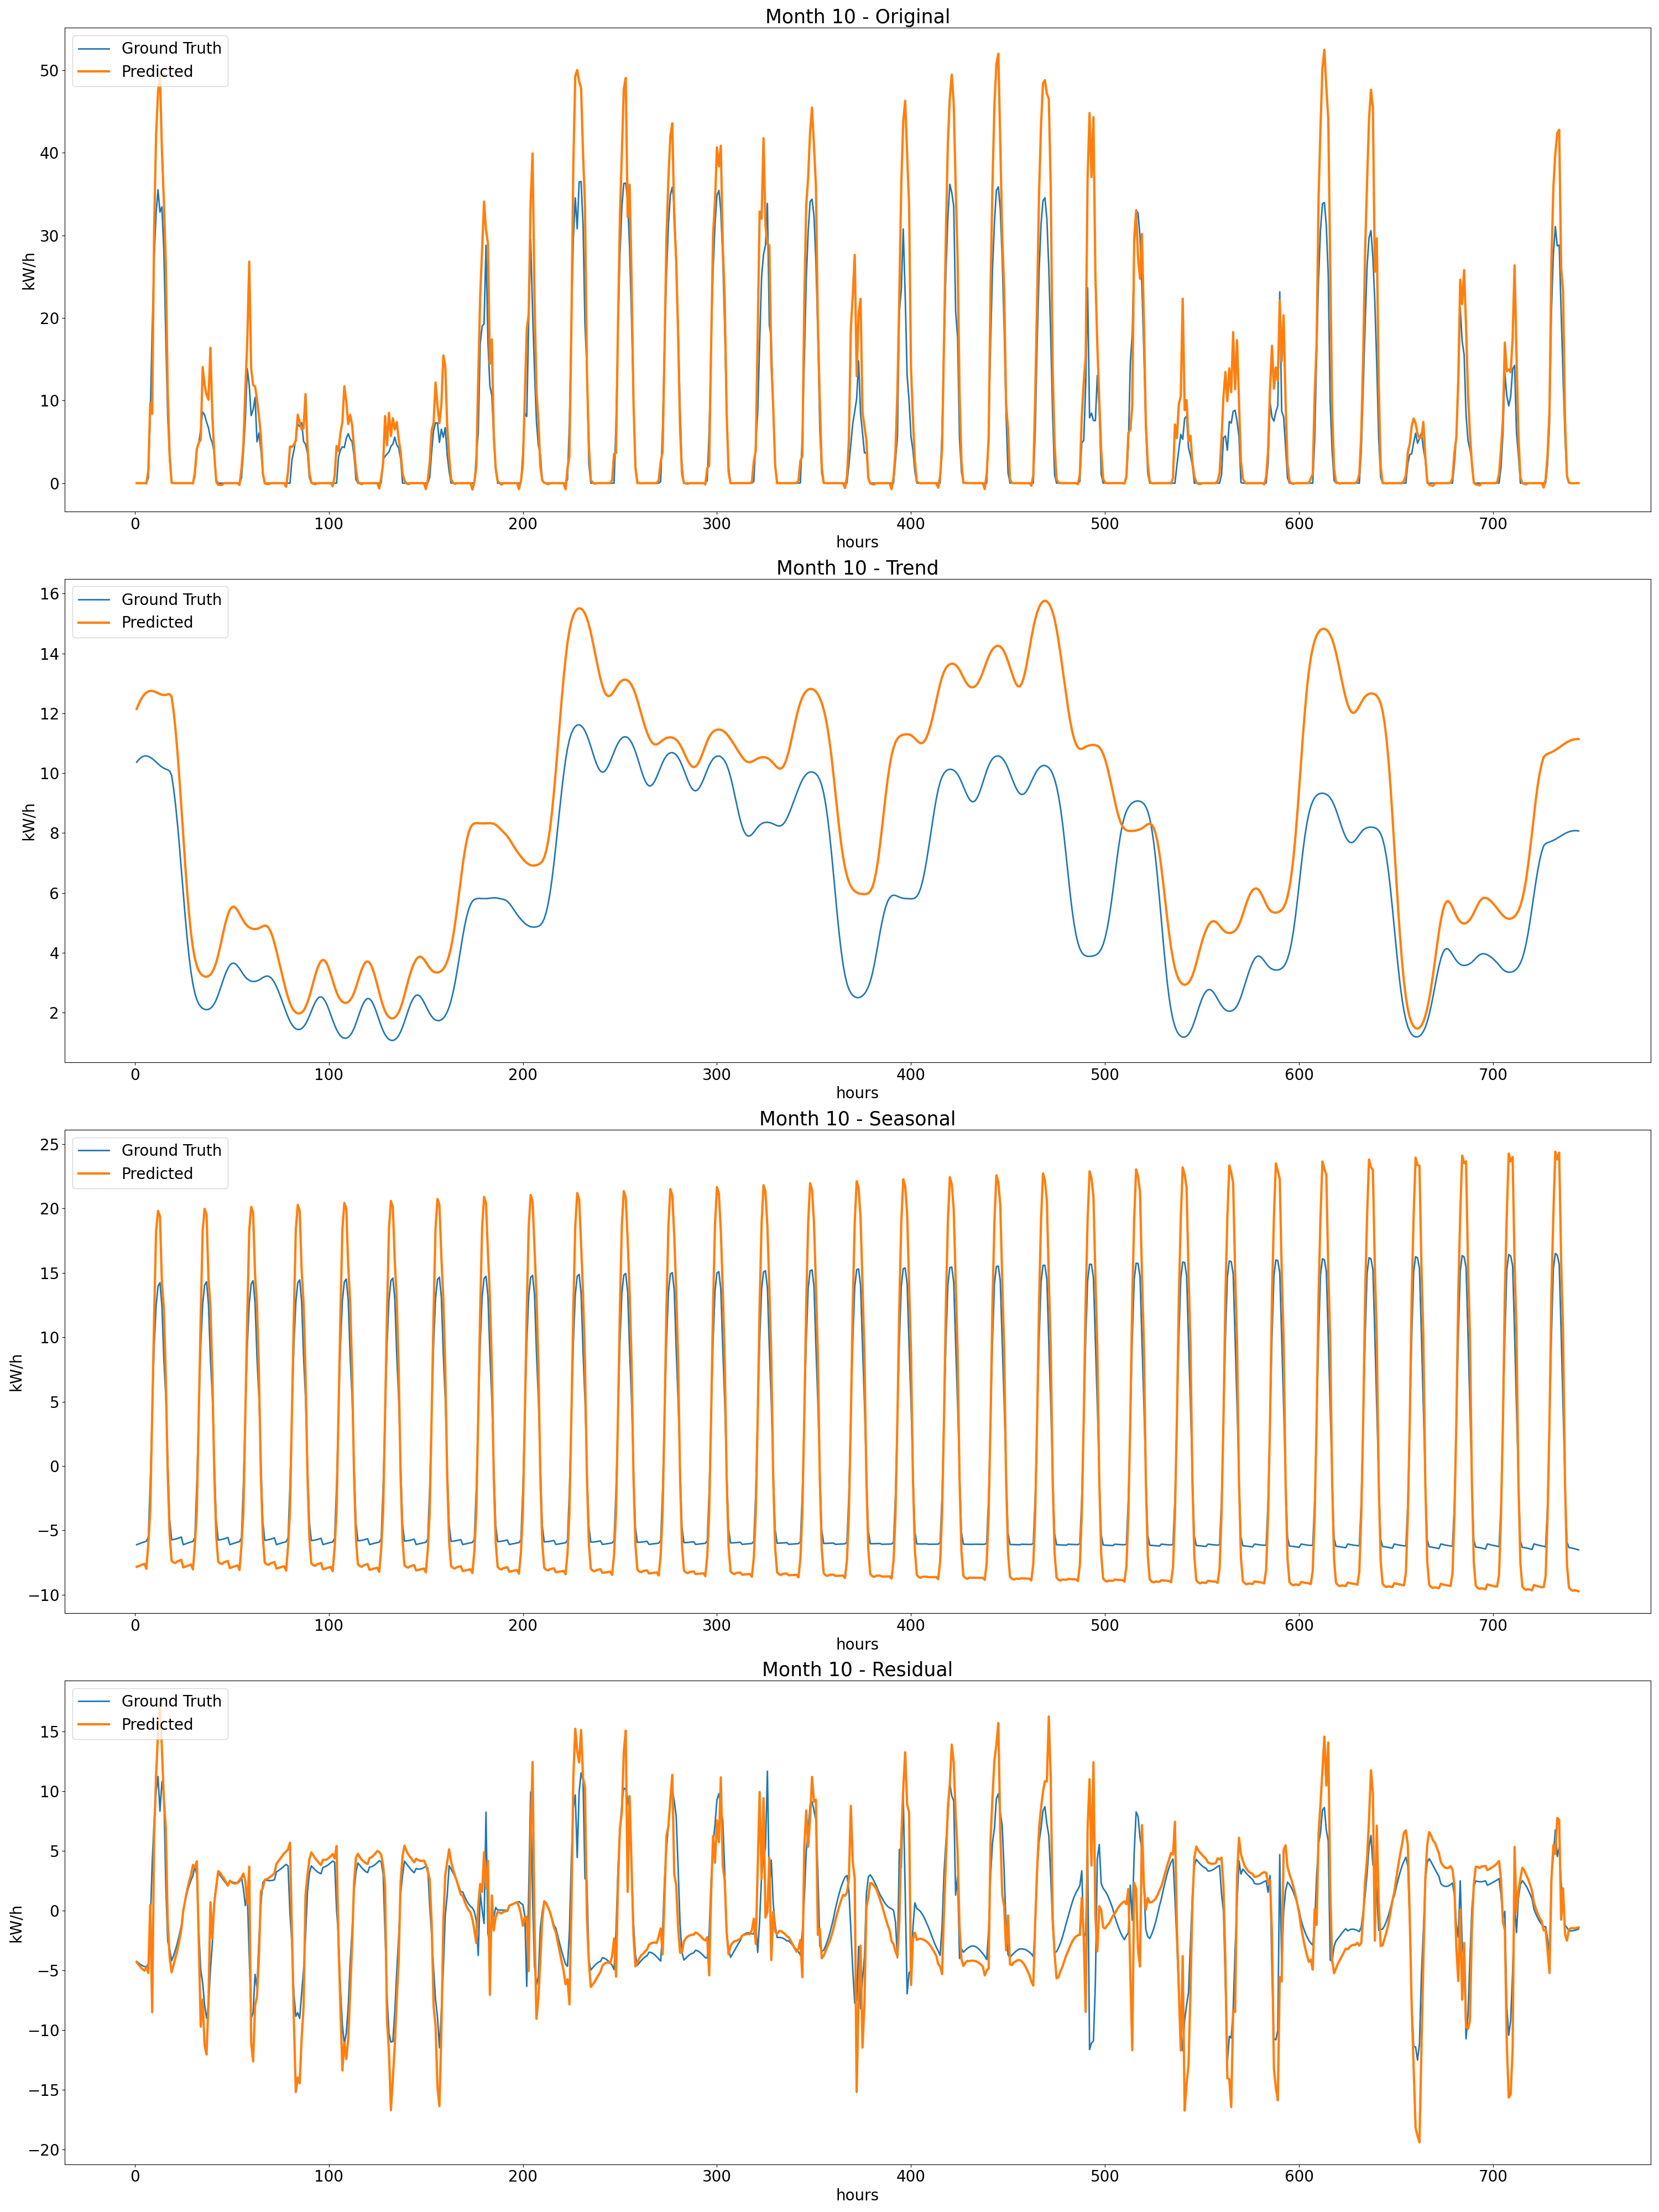 Month 10 - Original
Ground Truth
Predicted
50
40
30
20
10
0
kW/h
0 100 200 300 400 500 600 700
hours
Month 10 - Trend
Ground Truth
Predicted
16
14
12
10
8
6
4
2
kW/h
0 100 200 300 400 500 600 700
hours
Month 10 - Seasonal
Ground Truth
Predicted
25
20
15
10
5
0
−5
−10
kW/h
0 100 200 300 400 500 600 700
hours
Month 10 - Residual
Ground Truth
Predicted
15
10
5
0
−5
−10
−15
−20
kW/h
0 100 200 300 400 500 600 700
hours